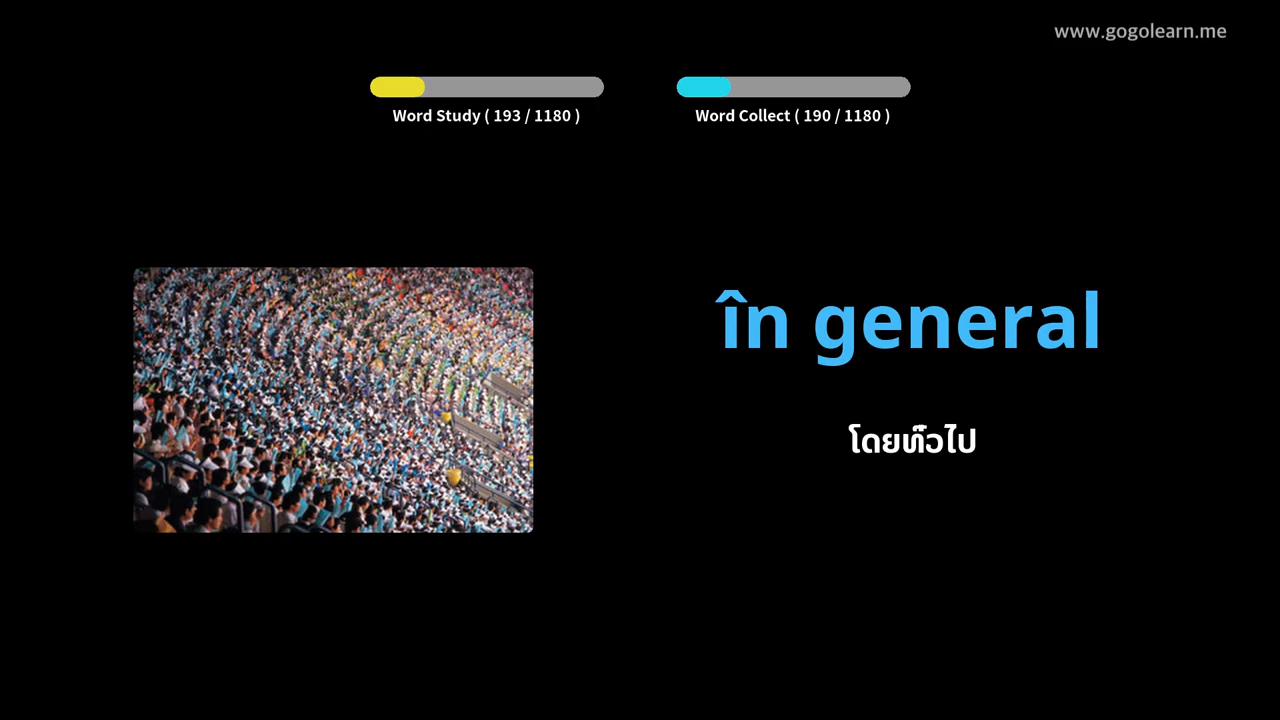 www.gogolearn.me
Word Study ( 193 / 1180 )
Word Collect ( 190 / 1180 )
în general
โดยทั่วไป